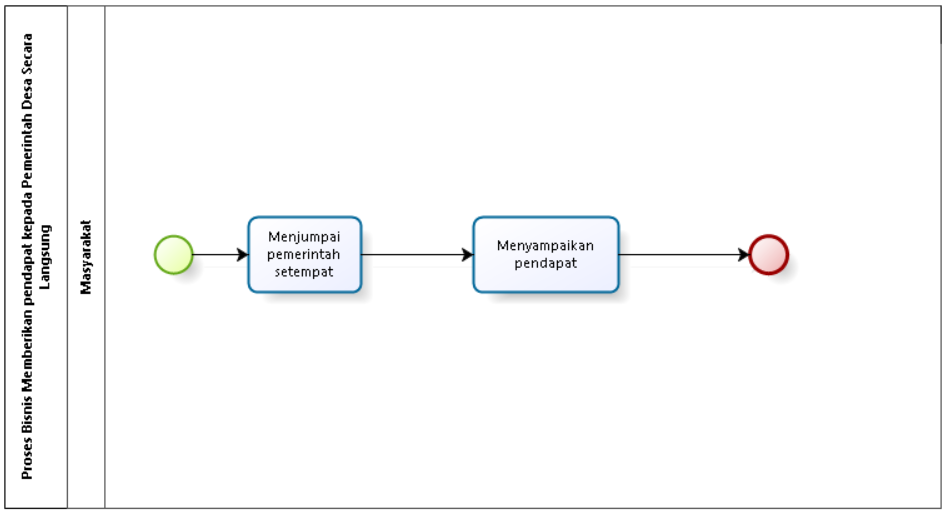 Proses Bisnis Memberikan pendapat kepada Pemerintah Desa Secara
Langsung
Masyarakat
Menjumpai
pemerintah
setempat
Menyampaikan
pendapat